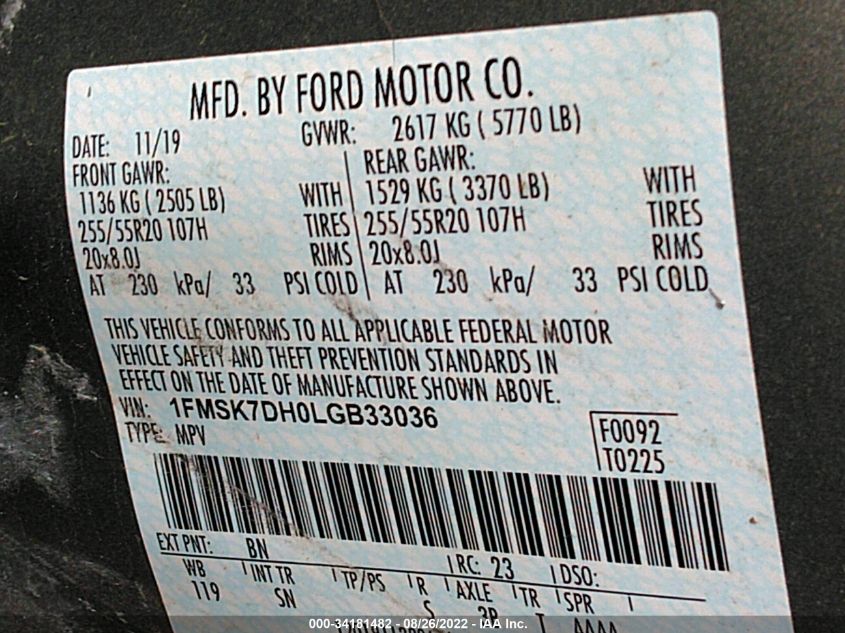 MFD. BY FORD MOTOR CO.
DATE: 11/19 GVWR: 2617 KG ( 5770 LB)
FRONT GAWR: REAR GAWR:
1136 KG ( 2505 LB) WITH 1529 KG ( 3370 LB) WITH
255/55R20 107H TIRES 255/55R20 107H TIRES
20x8.0J RIMS 20x8.0J RIMS
AT 230 kPa/ 33 PSI COLD AT 230 kPa/ 33 PSI COLD
THIS VEHICLE CONFORMS TO ALL APPLICABLE FEDERAL MOTOR
VEHICLE SAFETY AND THEFT PREVENTION STANDARDS IN
EFFECT ON THE DATE OF MANUFACTURE SHOWN ABOVE.
VIN: 1FMSK7DH0LGB33036
TYPE: MPV
F0092
T0225
EXT PNT: BN RC: 23 DSO:
WB INT TR TP/PS R AXLE TR SPR
119 SN S T AAAA
000-34181482 - 08/26/2022 - IAA Inc.